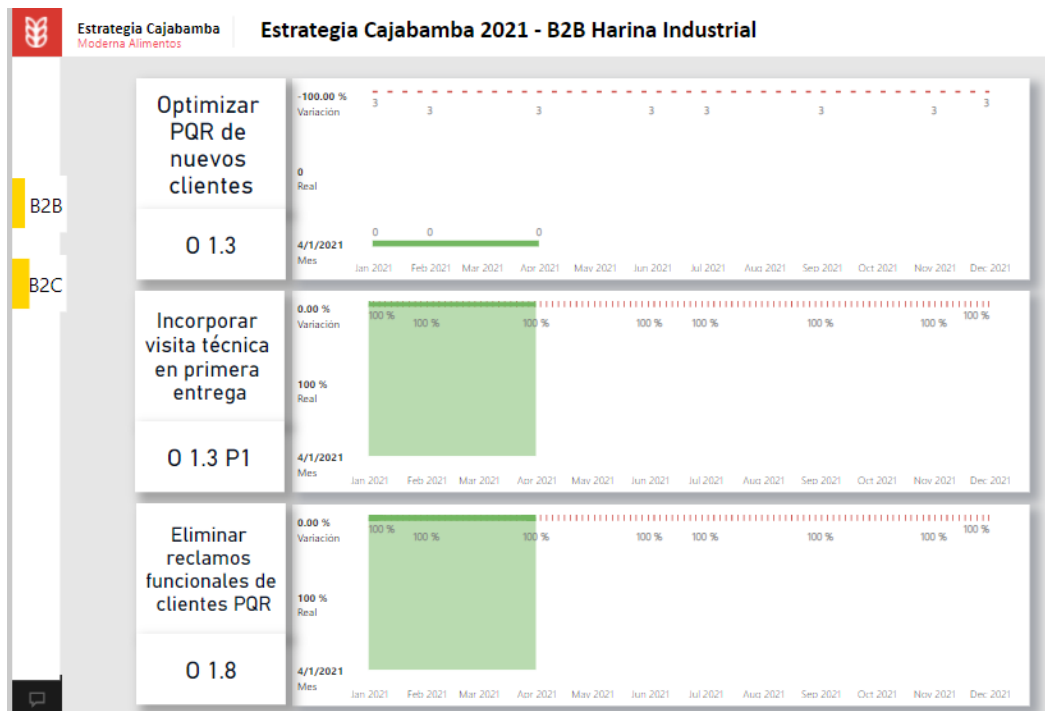 Estrategia Cajabamba
Moderna Alimentos
Estrategia Cajabamba 2021 - B2B Harina Industrial
B2B
B2C
Optimizar
PQR de
nuevos
clientes
O 1.3
-100.00 %
Variación
0
Real
4/1/2021
Mes
3 3 3 3 3 3 3 3
0 0 0
Jan 2021 Feb 2021 Mar 2021 Apr 2021 May 2021 Jun 2021 Jul 2021 Aug 2021 Sep 2021 Oct 2021 Nov 2021 Dec 2021
Incorporar
visita técnica
en primera
entrega
O 1.3 P1
0.00 %
Variación
100 %
Real
4/1/2021
Mes
100 % 100 % 100 % 100 % 100 % 100 % 100 % 100 %
Jan 2021 Feb 2021 Mar 2021 Apr 2021 May 2021 Jun 2021 Jul 2021 Aug 2021 Sep 2021 Oct 2021 Nov 2021 Dec 2021
Eliminar
reclamos
funcionales de
clientes PQR
O 1.8
0.00 %
Variación
100 %
Real
4/1/2021
Mes
100 % 100 % 100 % 100 % 100 % 100 % 100 % 100 %
Jan 2021 Feb 2021 Mar 2021 Apr 2021 May 2021 Jun 2021 Jul 2021 Aug 2021 Sep 2021 Oct 2021 Nov 2021 Dec 2021